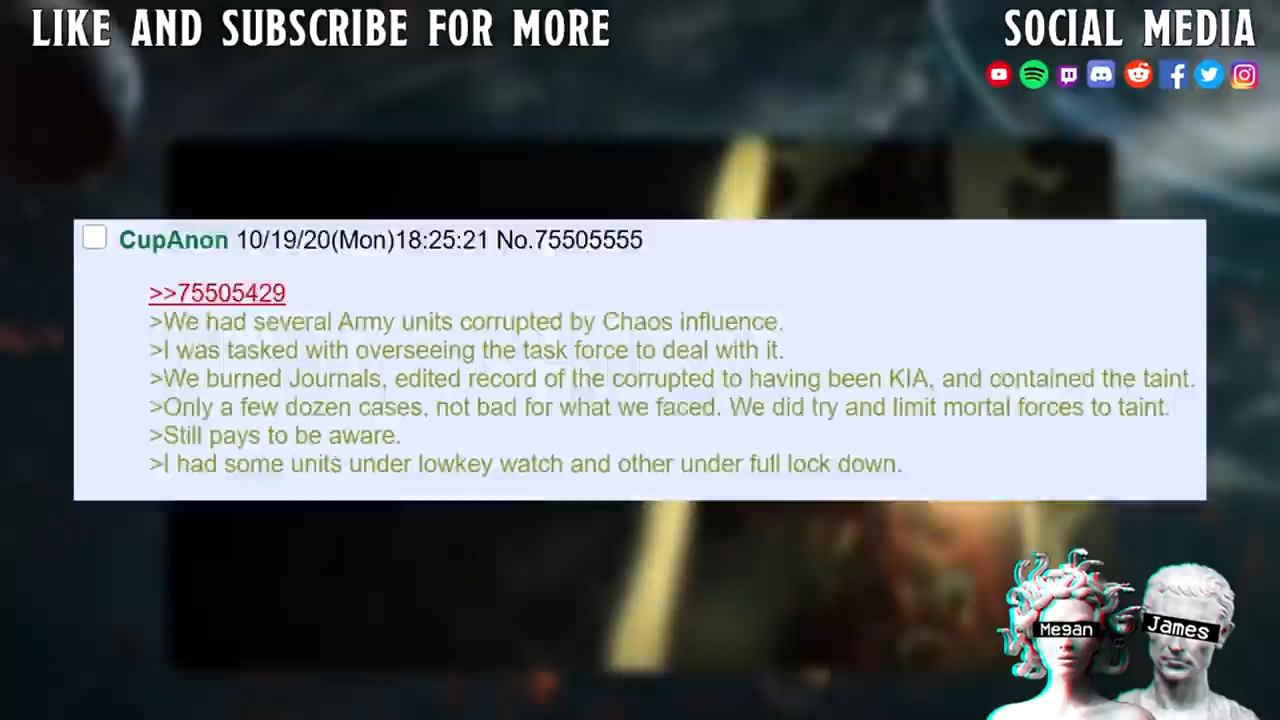 LIKE AND SUBSCRIBE FOR MORE
SOCIAL MEDIA
CupAnon 10/19/20(Mon)18:25:21 No.75505555
>>75505429
>We had several Army units corrupted by Chaos influence.
>I was tasked with overseeing the task force to deal with it.
>We burned Journals, edited record of the corrupted to having been KIA, and contained the taint.
>Only a few dozen cases, not bad for what we faced. We did try and limit mortal forces to taint.
>Still pays to be aware.
>I had some units under lowkey watch and other under full lock down.
Megan
James